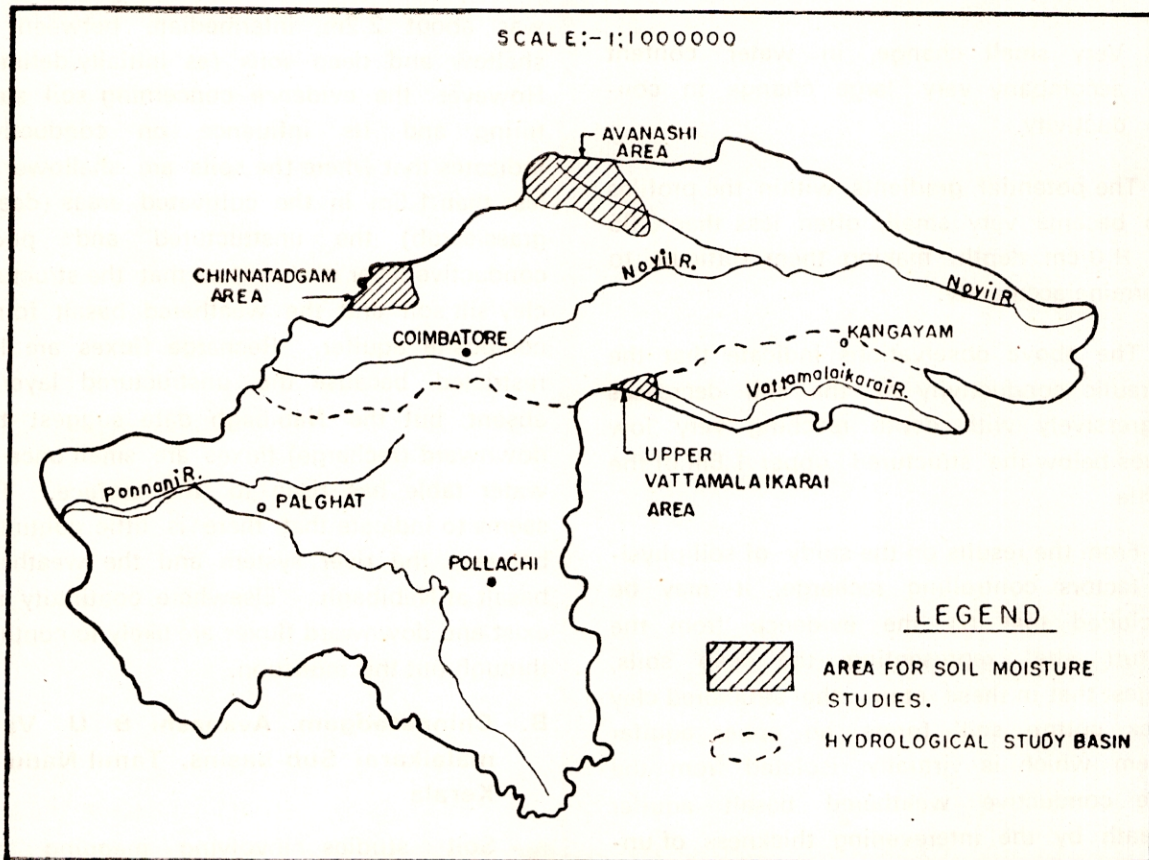 SCALE:-1:1000000
AVANASHI
AREA
CHINNATADGAM
AREA
Noyil R.
Noyil R.
COIMBATORE
KANGAYAM
Vattamalaikarai R.
UPPER
VATTAMALAIKARAI
AREA
Ponnani R.
PALGHAT
POLLACHI
LEGEND
AREA FOR SOIL MOISTURE
STUDIES.
HYDROLOGICAL STUDY BASIN